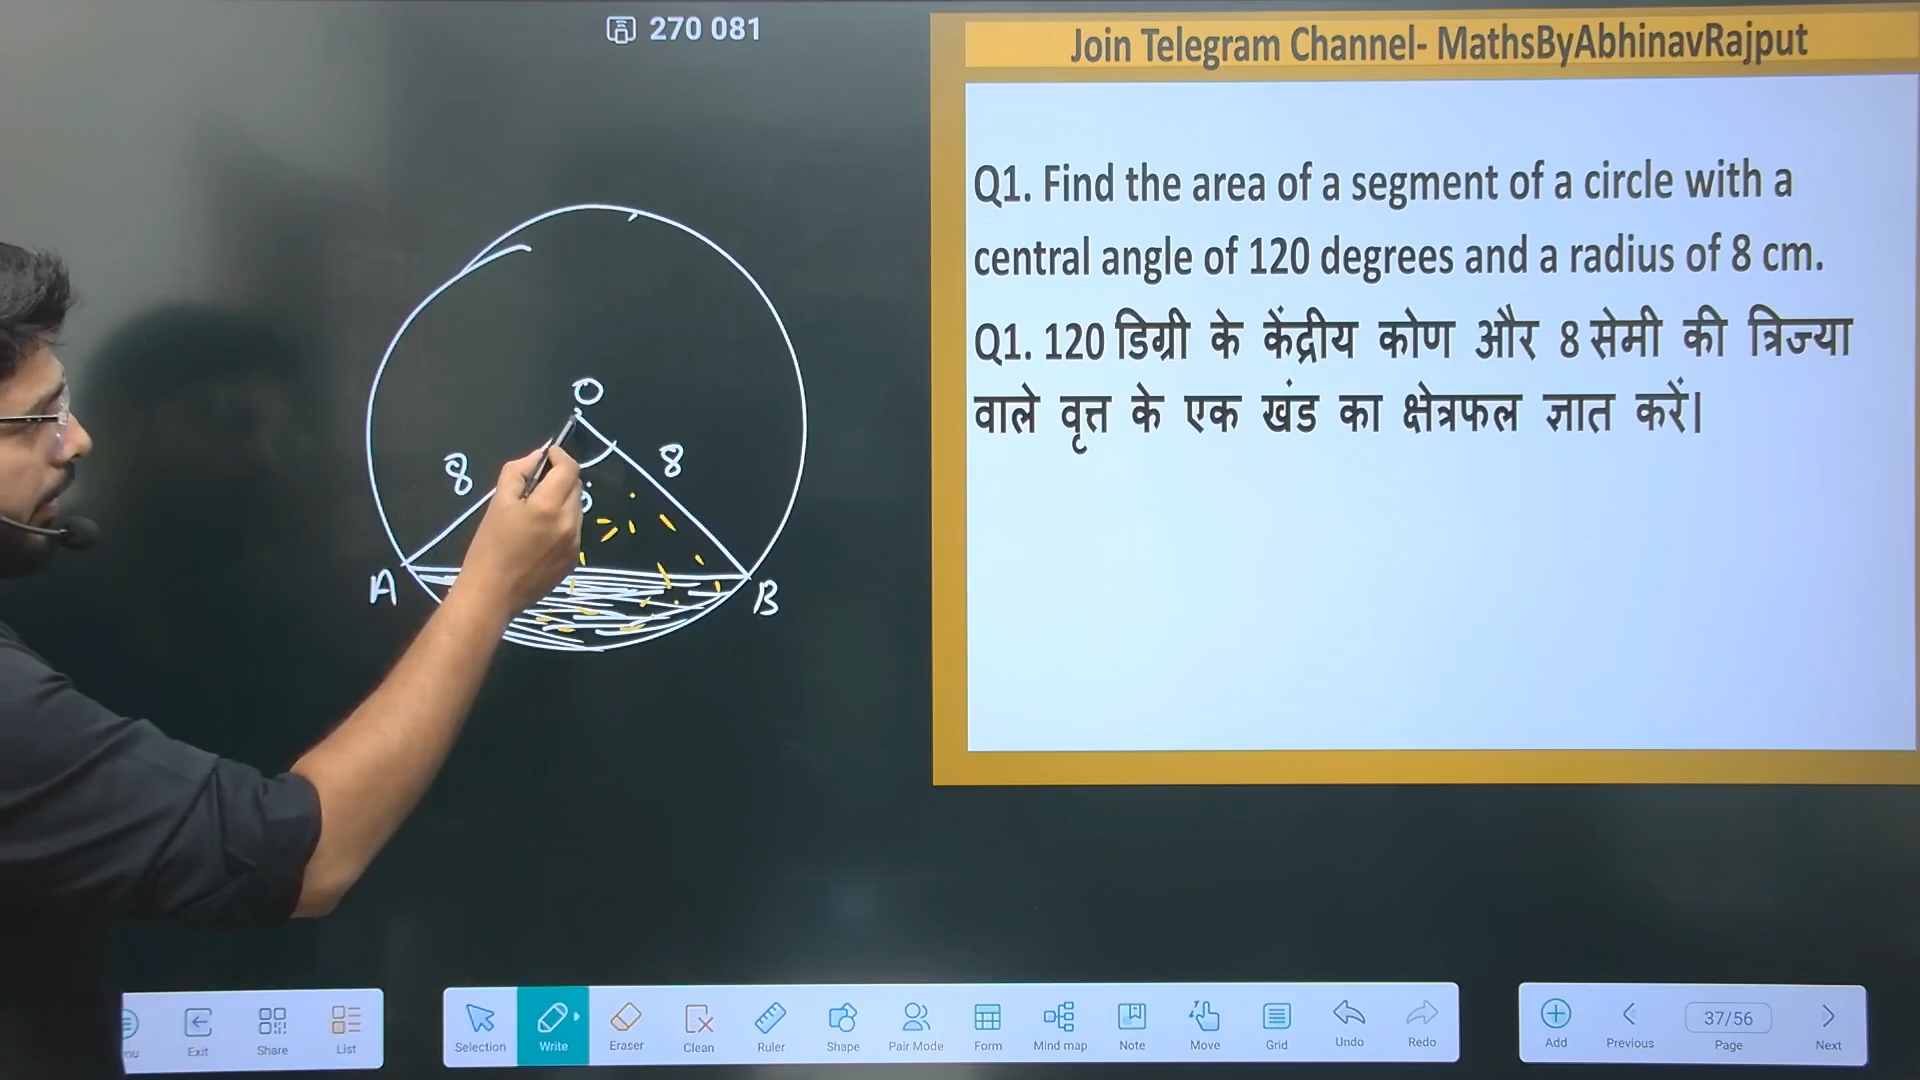 270 081
Join Telegram Channel- MathsByAbhinavRajput
Q1. Find the area of a segment of a circle with a
central angle of 120 degrees and a radius of 8 cm.
Q1. 120 डिग्री के केंद्रीय कोण और 8 सेमी की त्रिज्या
वाले वृत्त के एक खंड का क्षेत्रफल ज्ञात करें।
O
8
8
A
B
Exit
Share
List
Selection
Write
Eraser
Clean
Ruler
Shape
Pair Mode
Form
Mind map
Note
Move
Grid
Undo
Redo
Add
Previous
37/56
Page
Next